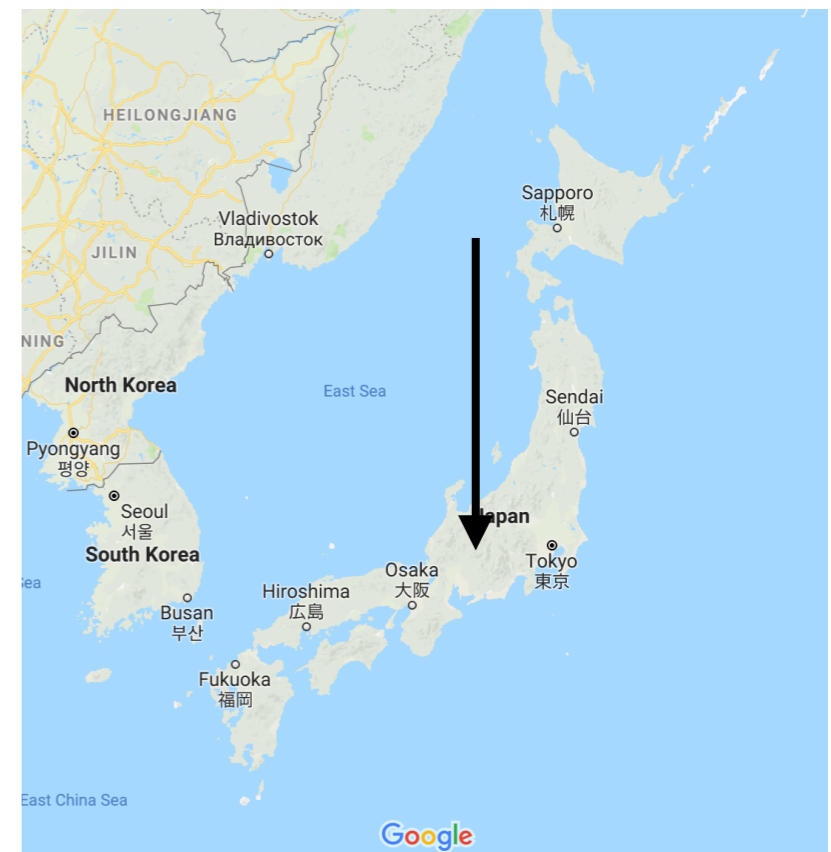 HEILONGJIANG
Sapporo
札幌
Vladivostok
Владивосток
JILIN
NING
North Korea
East Sea
Sendai
仙台
Pyongyang
평양
Seoul
서울
Japan
South Korea
Tokyo
東京
Osaka
大阪
Hiroshima
広島
ea
Busan
부산
Fukuoka
福岡
East China Sea
Google